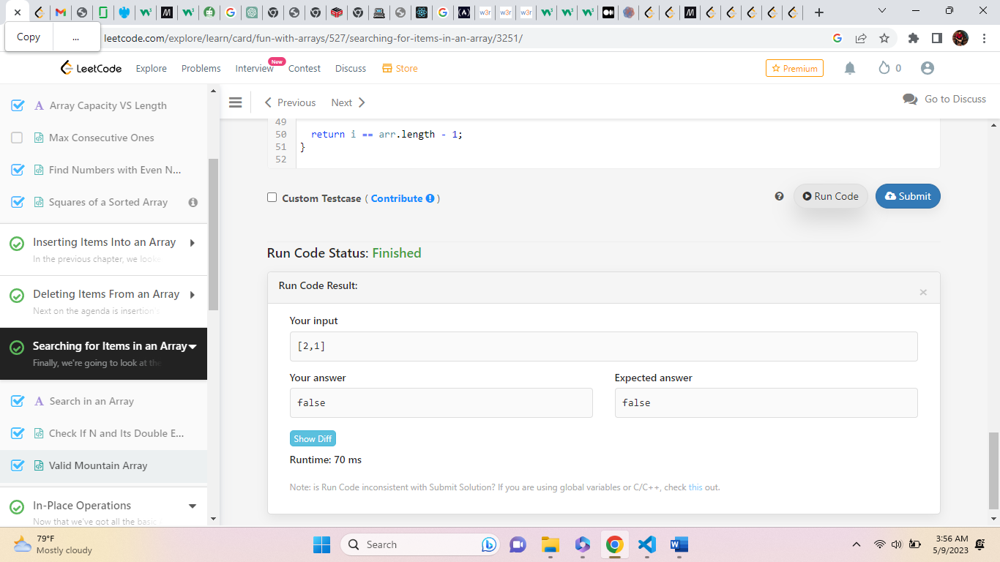 Copy
...
leetcode.com/explore/learn/card/fun-with-arrays/527/searching-for-items-in-an-array/3251/
LeetCode Explore Problems Interview New Contest Discuss Store Premium 0
Array Capacity VS Length
Max Consecutive Ones
Find Numbers with Even N...
Squares of a Sorted Array
Inserting Items Into an Array
In the previous chapter, we looke
Deleting Items From an Array
Next on the agenda is insertion's
Searching for Items in an Array
Finally, we're going to look at the
Search in an Array
Check If N and Its Double E...
Valid Mountain Array
In-Place Operations
Now that we've got all the basic
Previous Next Go to Discuss
49
50 return i == arr.length - 1;
51 }
52
Custom Testcase ( Contribute )
Run Code Submit
Run Code Status: Finished
Run Code Result:
×
Your input
[2,1]
Your answer Expected answer
false false
Show Diff
Runtime: 70 ms
Note: is Run Code inconsistent with Submit Solution? If you are using global variables or C/C++, check this out.
79°F
Mostly cloudy
Search
3:56 AM
5/9/2023